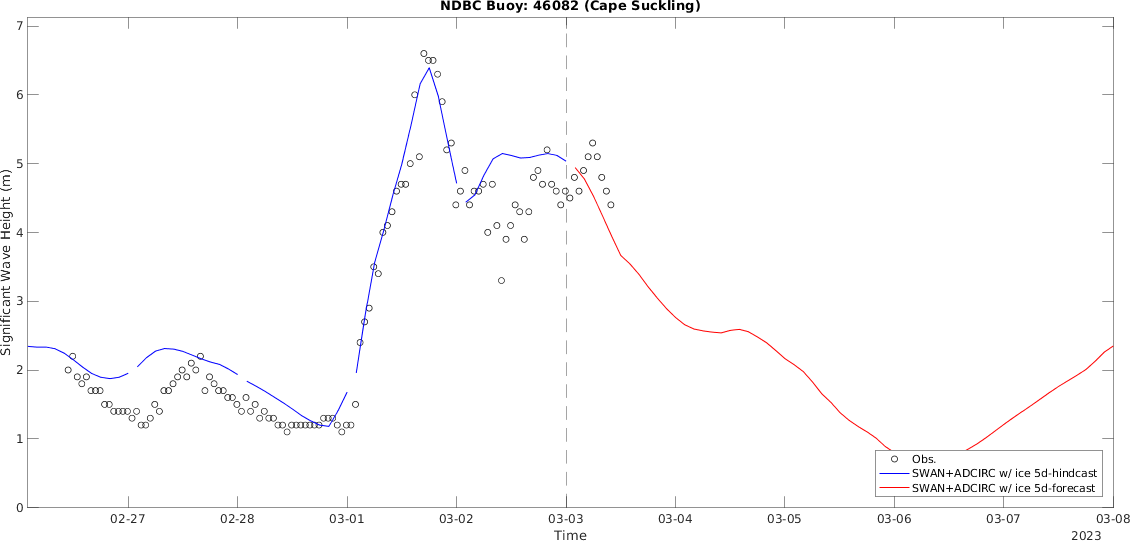 NDBC Buoy: 46082 (Cape Suckling)
Significant Wave Height (m)
7
6
5
4
3
2
1
0
Obs.
SWAN+ADCIRC w/ ice 5d-hindcast
SWAN+ADCIRC w/ ice 5d-forecast
02-27 02-28 03-01 03-02 03-03 03-04 03-05 03-06 03-07 03-08
Time
2023